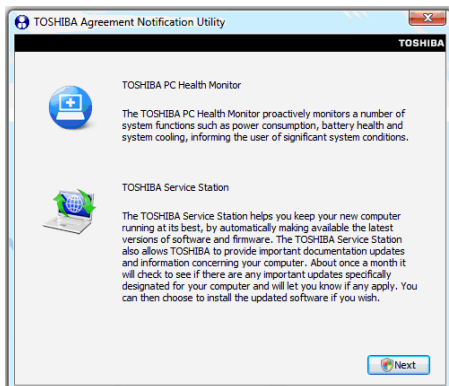 TOSHIBA Agreement Notification Utility
TOSHIBA
TOSHIBA PC Health Monitor
The TOSHIBA PC Health Monitor proactively monitors a number of
system functions such as power consumption, battery health and
system cooling, informing the user of significant system conditions.
TOSHIBA Service Station
The TOSHIBA Service Station helps you keep your new computer
running at its best, by automatically making available the latest
versions of software and firmware. The TOSHIBA Service Station
also allows TOSHIBA to provide important documentation updates
and information concerning your computer. About once a month it
will check to see if there are any important updates specifically
designated for your computer and will let you know if any apply. You
can then choose to install the updated software if you wish.
Next